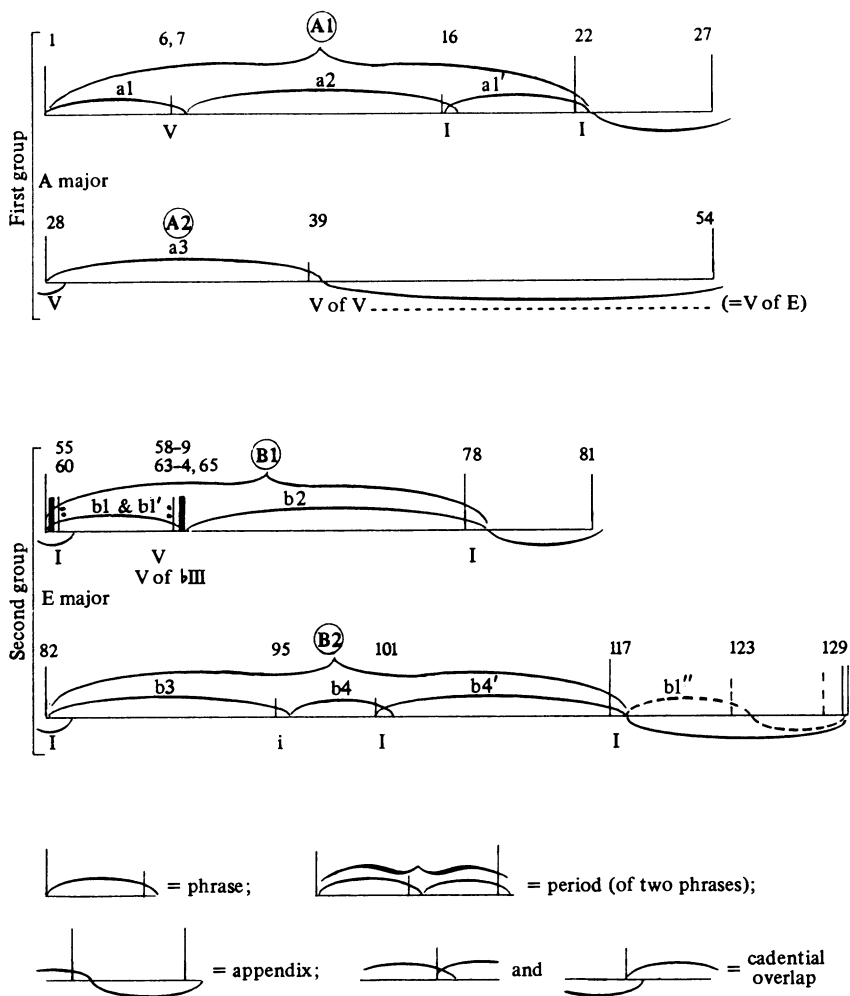 1 6, 7 A1 16 22 27
a1 a2 a1′
V I I
First group
A major
28 A2 39 54
a3
V V of V (=V of E)
55 58–9 B1 78 81
60 63–4, 65
b1 & b1′ b2
I V I
V of ♭III
Second group
E major
82 95 B2 101 117 123 129
b3 b4 b4′ b1″
I i I I
= phrase; = period (of two phrases);
= appendix; and = cadential
overlap